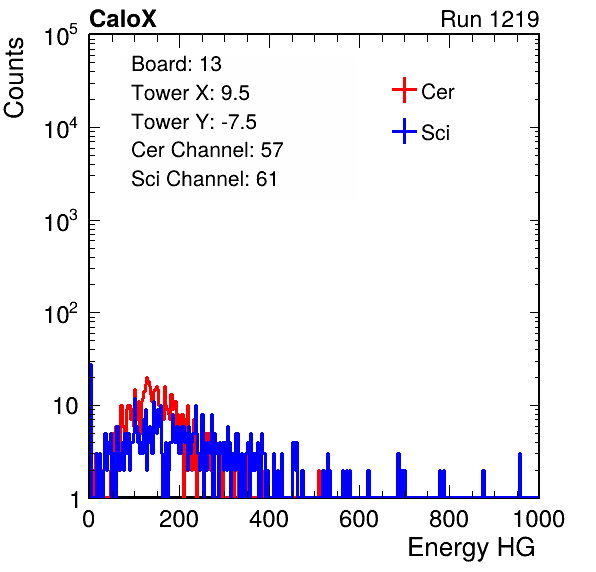 CaloX Run 1219
Counts
10^5
10^4
10^3
10^2
10
1
Board: 13
Tower X: 9.5
Tower Y: -7.5
Cer Channel: 57
Sci Channel: 61
Cer
Sci
0 200 400 600 800 1000
Energy HG